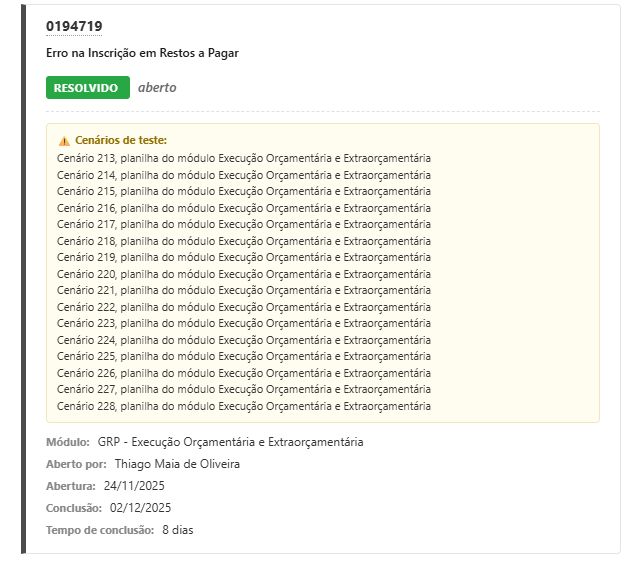 0194719
Erro na Inscrição em Restos a Pagar
RESOLVIDO aberto
Cenários de teste:
Cenário 213, planilha do módulo Execução Orçamentária e Extraorçamentária
Cenário 214, planilha do módulo Execução Orçamentária e Extraorçamentária
Cenário 215, planilha do módulo Execução Orçamentária e Extraorçamentária
Cenário 216, planilha do módulo Execução Orçamentária e Extraorçamentária
Cenário 217, planilha do módulo Execução Orçamentária e Extraorçamentária
Cenário 218, planilha do módulo Execução Orçamentária e Extraorçamentária
Cenário 219, planilha do módulo Execução Orçamentária e Extraorçamentária
Cenário 220, planilha do módulo Execução Orçamentária e Extraorçamentária
Cenário 221, planilha do módulo Execução Orçamentária e Extraorçamentária
Cenário 222, planilha do módulo Execução Orçamentária e Extraorçamentária
Cenário 223, planilha do módulo Execução Orçamentária e Extraorçamentária
Cenário 224, planilha do módulo Execução Orçamentária e Extraorçamentária
Cenário 225, planilha do módulo Execução Orçamentária e Extraorçamentária
Cenário 226, planilha do módulo Execução Orçamentária e Extraorçamentária
Cenário 227, planilha do módulo Execução Orçamentária e Extraorçamentária
Cenário 228, planilha do módulo Execução Orçamentária e Extraorçamentária
Módulo: GRP - Execução Orçamentária e Extraorçamentária
Aberto por: Thiago Maia de Oliveira
Abertura: 24/11/2025
Conclusão: 02/12/2025
Tempo de conclusão: 8 dias